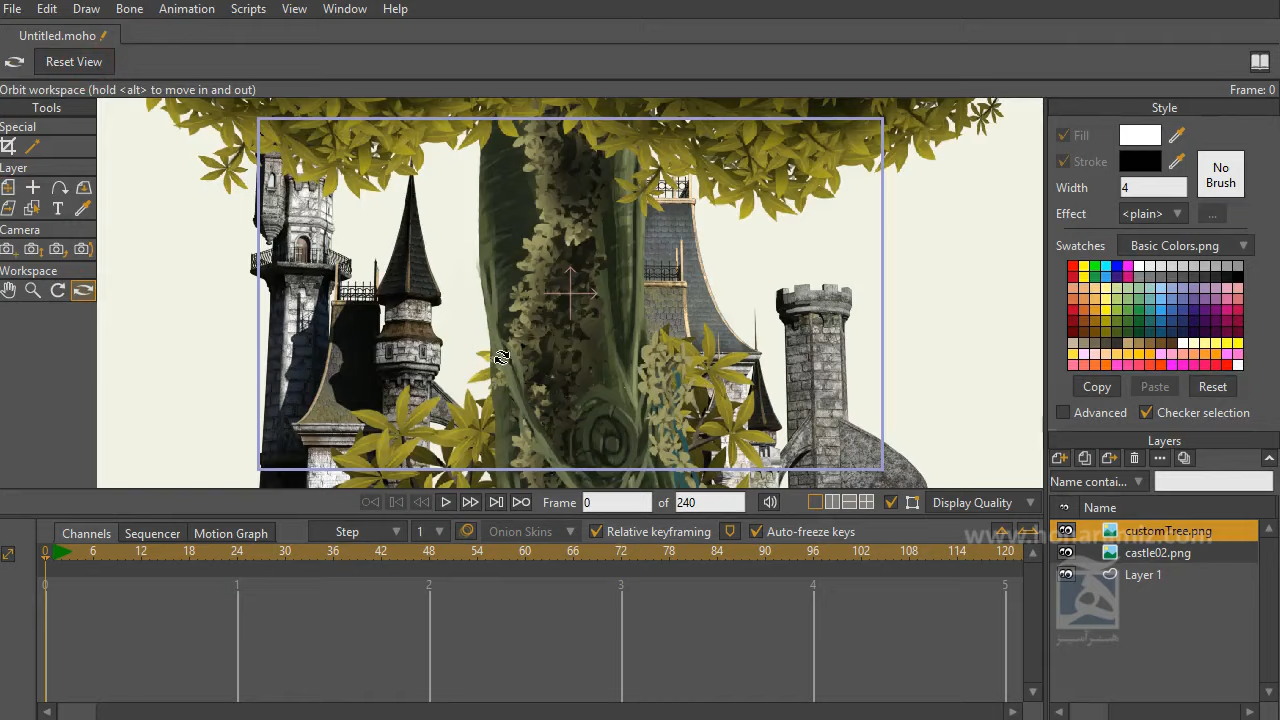 File Edit Draw Bone Animation Scripts View Window Help
Untitled.moho
Reset View
Orbit workspace (hold <alt> to move in and out) Frame: 0
Tools
Special
Layer
Camera
Workspace
Style
Fill
Stroke
No Brush
Width 4
Effect <plain> ...
Swatches Basic Colors.png
Copy Paste Reset
Advanced Checker selection
Layers
Name contai...
Name
customTree.png
castle02.png
Layer 1
هنرآمیز
Frame 0 of 240 Display Quality
Channels Sequencer Motion Graph Step 1 Onion Skins Relative keyframing Auto-freeze keys
0 6 12 18 24 30 36 42 48 54 60 66 72 78 84 90 96 102 108 114 120
0 1 2 3 4 5